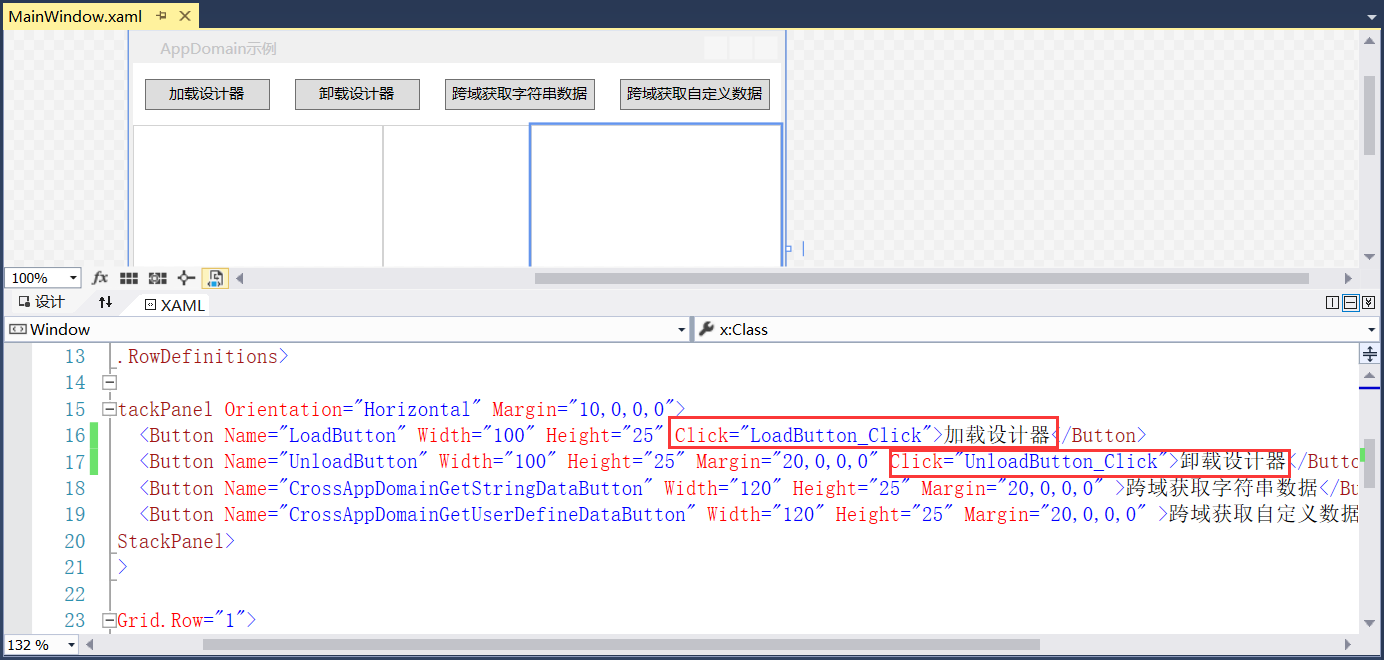 MainWindow.xaml
AppDomain示例
加载设计器 卸载设计器 跨域获取字符串数据 跨域获取自定义数据
100% fx
设计 XAML
Window x:Class
13 .RowDefinitions>
14
15 tackPanel Orientation="Horizontal" Margin="10,0,0,0">
16 <Button Name="LoadButton" Width="100" Height="25" Click="LoadButton_Click">加载设计器</Button>
17 <Button Name="UnloadButton" Width="100" Height="25" Margin="20,0,0,0" Click="UnloadButton_Click">卸载设计器</Butto
18 <Button Name="CrossAppDomainGetStringDataButton" Width="120" Height="25" Margin="20,0,0,0" >跨域获取字符串数据</Bu
19 <Button Name="CrossAppDomainGetUserDefineDataButton" Width="120" Height="25" Margin="20,0,0,0" >跨域获取自定义数据
20 StackPanel>
21 >
22
23 Grid.Row="1">
132 %